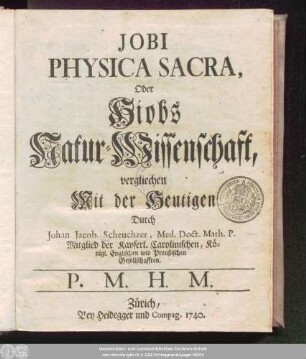 JOBI
PHYSICA SACRA,
Oder
Hiobs
Natur-Wissenschaft,
verglichen
Mit der Heutigen
Durch
Johan Jacob. Scheuchzer, Med. Doct. Math. P.
Mitglied der Kayserl. Carolinischen, Kö-
nigl. Englischen und Preußischen
Gesellschafften.
P. M. H. M.
Zürich,
Bey Heidegger und Compag. 1740.